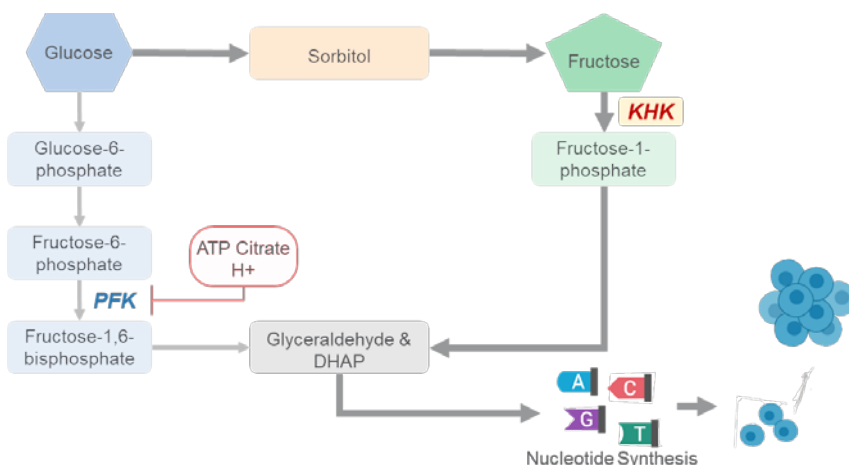 Glucose
Sorbitol
Fructose
KHK
Glucose-6-
phosphate
Fructose-1-
phosphate
Fructose-6-
phosphate
ATP Citrate
H+
PFK
Fructose-1,6-
bisphosphate
Glyceraldehyde &
DHAP
A
C
G
T
Nucleotide Synthesis